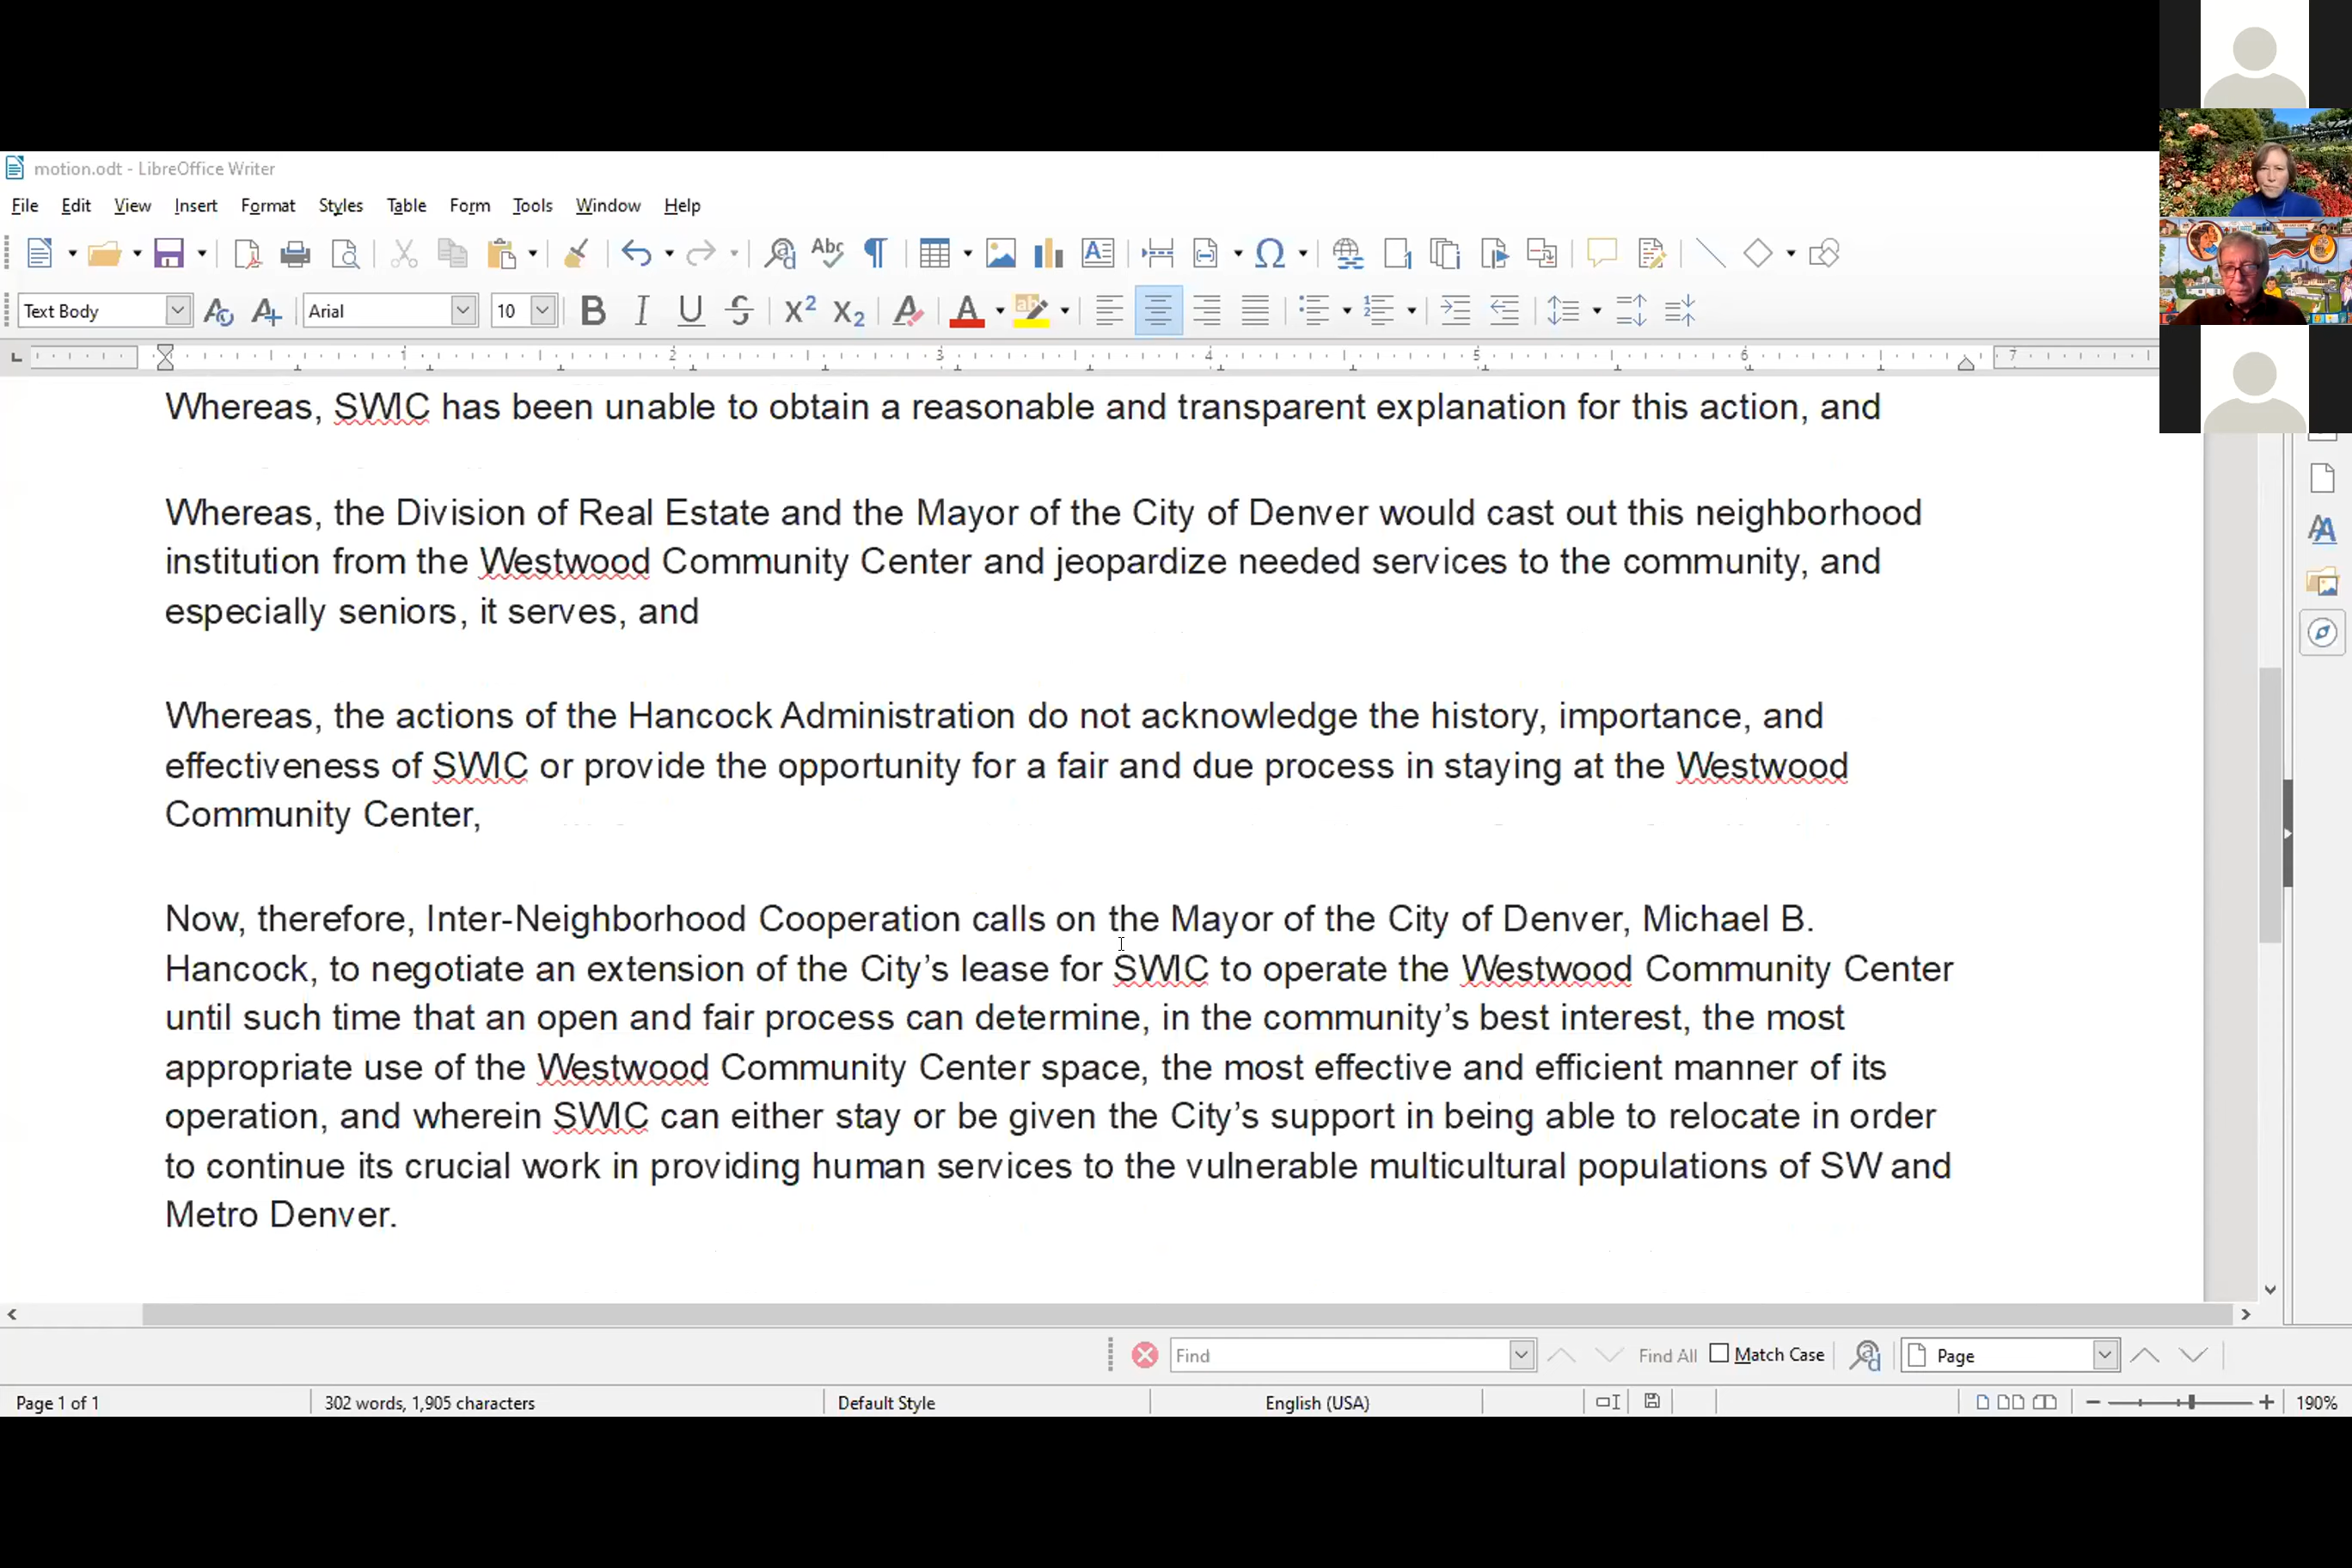 motion.odt - LibreOffice Writer
File Edit View Insert Format Styles Table Form Tools Window Help
Abc
Text Body Arial 10
1 2 3 4 5 6 7
Whereas, SWIC has been unable to obtain a reasonable and transparent explanation for this action, and
Whereas, the Division of Real Estate and the Mayor of the City of Denver would cast out this neighborhood
institution from the Westwood Community Center and jeopardize needed services to the community, and
especially seniors, it serves, and
Whereas, the actions of the Hancock Administration do not acknowledge the history, importance, and
effectiveness of SWIC or provide the opportunity for a fair and due process in staying at the Westwood
Community Center,
Now, therefore, Inter-Neighborhood Cooperation calls on the Mayor of the City of Denver, Michael B.
Hancock, to negotiate an extension of the City’s lease for SWIC to operate the Westwood Community Center
until such time that an open and fair process can determine, in the community’s best interest, the most
appropriate use of the Westwood Community Center space, the most effective and efficient manner of its
operation, and wherein SWIC can either stay or be given the City’s support in being able to relocate in order
to continue its crucial work in providing human services to the vulnerable multicultural populations of SW and
Metro Denver.
Find Find All Match Case Page
Page 1 of 1 302 words, 1,905 characters Default Style English (USA) 190%